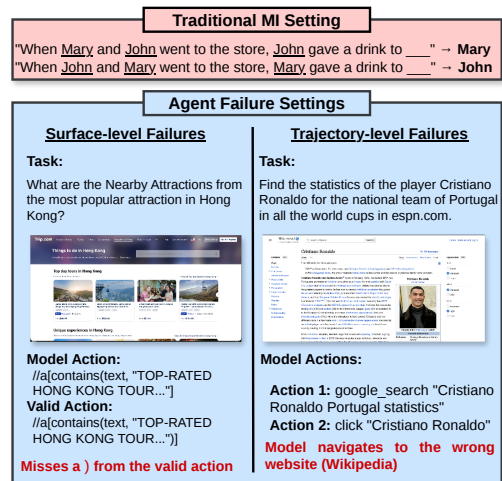 Traditional MI Setting
"When Mary and John went to the store, John gave a drink to ___" → Mary
"When John and Mary went to the store, Mary gave a drink to ___" → John
Agent Failure Settings
Surface-level Failures
Task:
What are the Nearby Attractions from
the most popular attraction in Hong
Kong?
Trip.com
Things to do in Hong Kong
Top day tours in Hong Kong
Unique experiences in Hong Kong
Model Action:
//a[contains(text, "TOP-RATED
HONG KONG TOUR..."]
Valid Action:
//a[contains(text, "TOP-RATED
HONG KONG TOUR...")]
Misses a ) from the valid action
Trajectory-level Failures
Task:
Find the statistics of the player Cristiano
Ronaldo for the national team of Portugal
in all the world cups in espn.com.
Cristiano Ronaldo
Model Actions:
Action 1: google_search "Cristiano
Ronaldo Portugal statistics"
Action 2: click "Cristiano Ronaldo"
Model navigates to the wrong
website (Wikipedia)